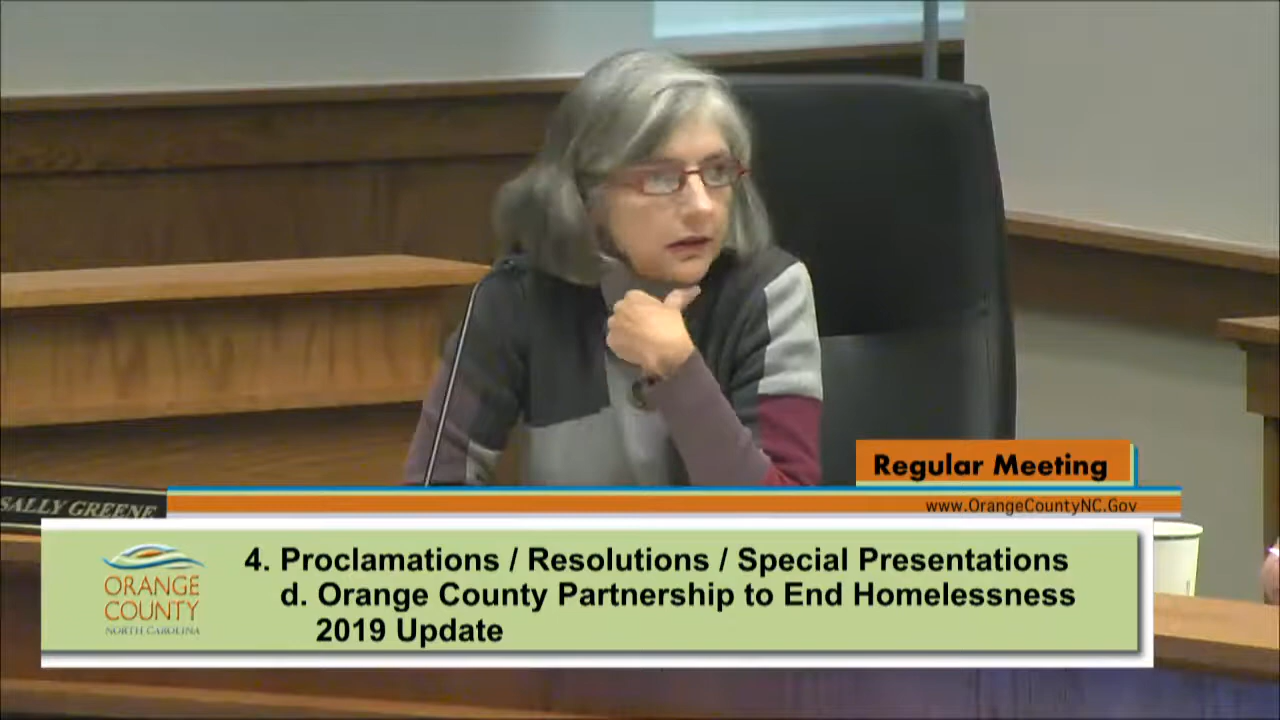 Regular Meeting
www.OrangeCountyNC.Gov
SALLY GREENE
ORANGE
COUNTY
NORTH CAROLINA
4. Proclamations / Resolutions / Special Presentations
d. Orange County Partnership to End Homelessness
2019 Update